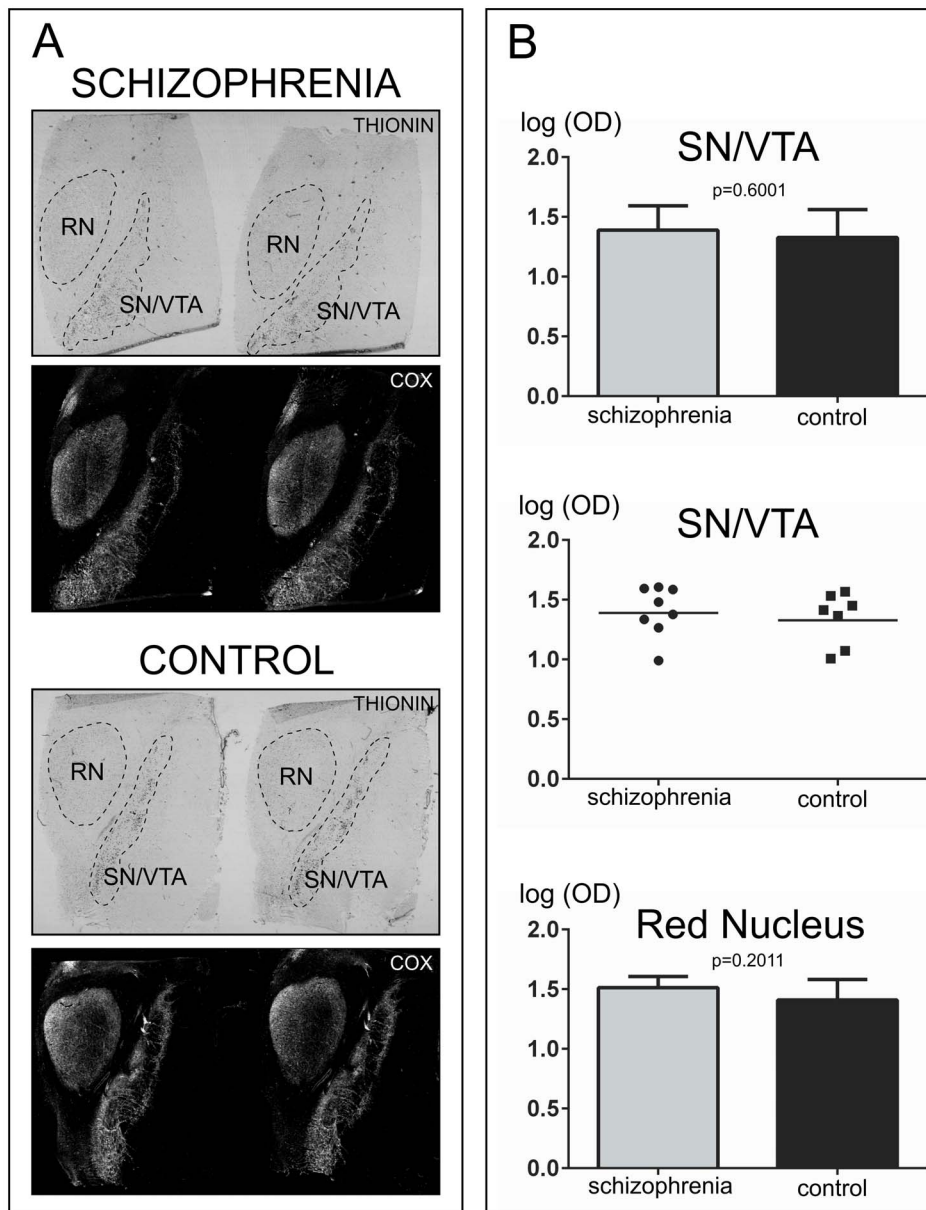 A
SCHIZOPHRENIA
THIONIN
RN
RN
SN/VTA
SN/VTA
COX
CONTROL
THIONIN
RN
RN
SN/VTA
SN/VTA
COX
B
log (OD)
SN/VTA
p=0.6001
2.0
1.5
1.0
0.5
0.0
schizophrenia
control
log (OD)
SN/VTA
2.0
1.5
1.0
0.5
0.0
schizophrenia
control
log (OD)
Red Nucleus
p=0.2011
2.0
1.5
1.0
0.5
0.0
schizophrenia
control